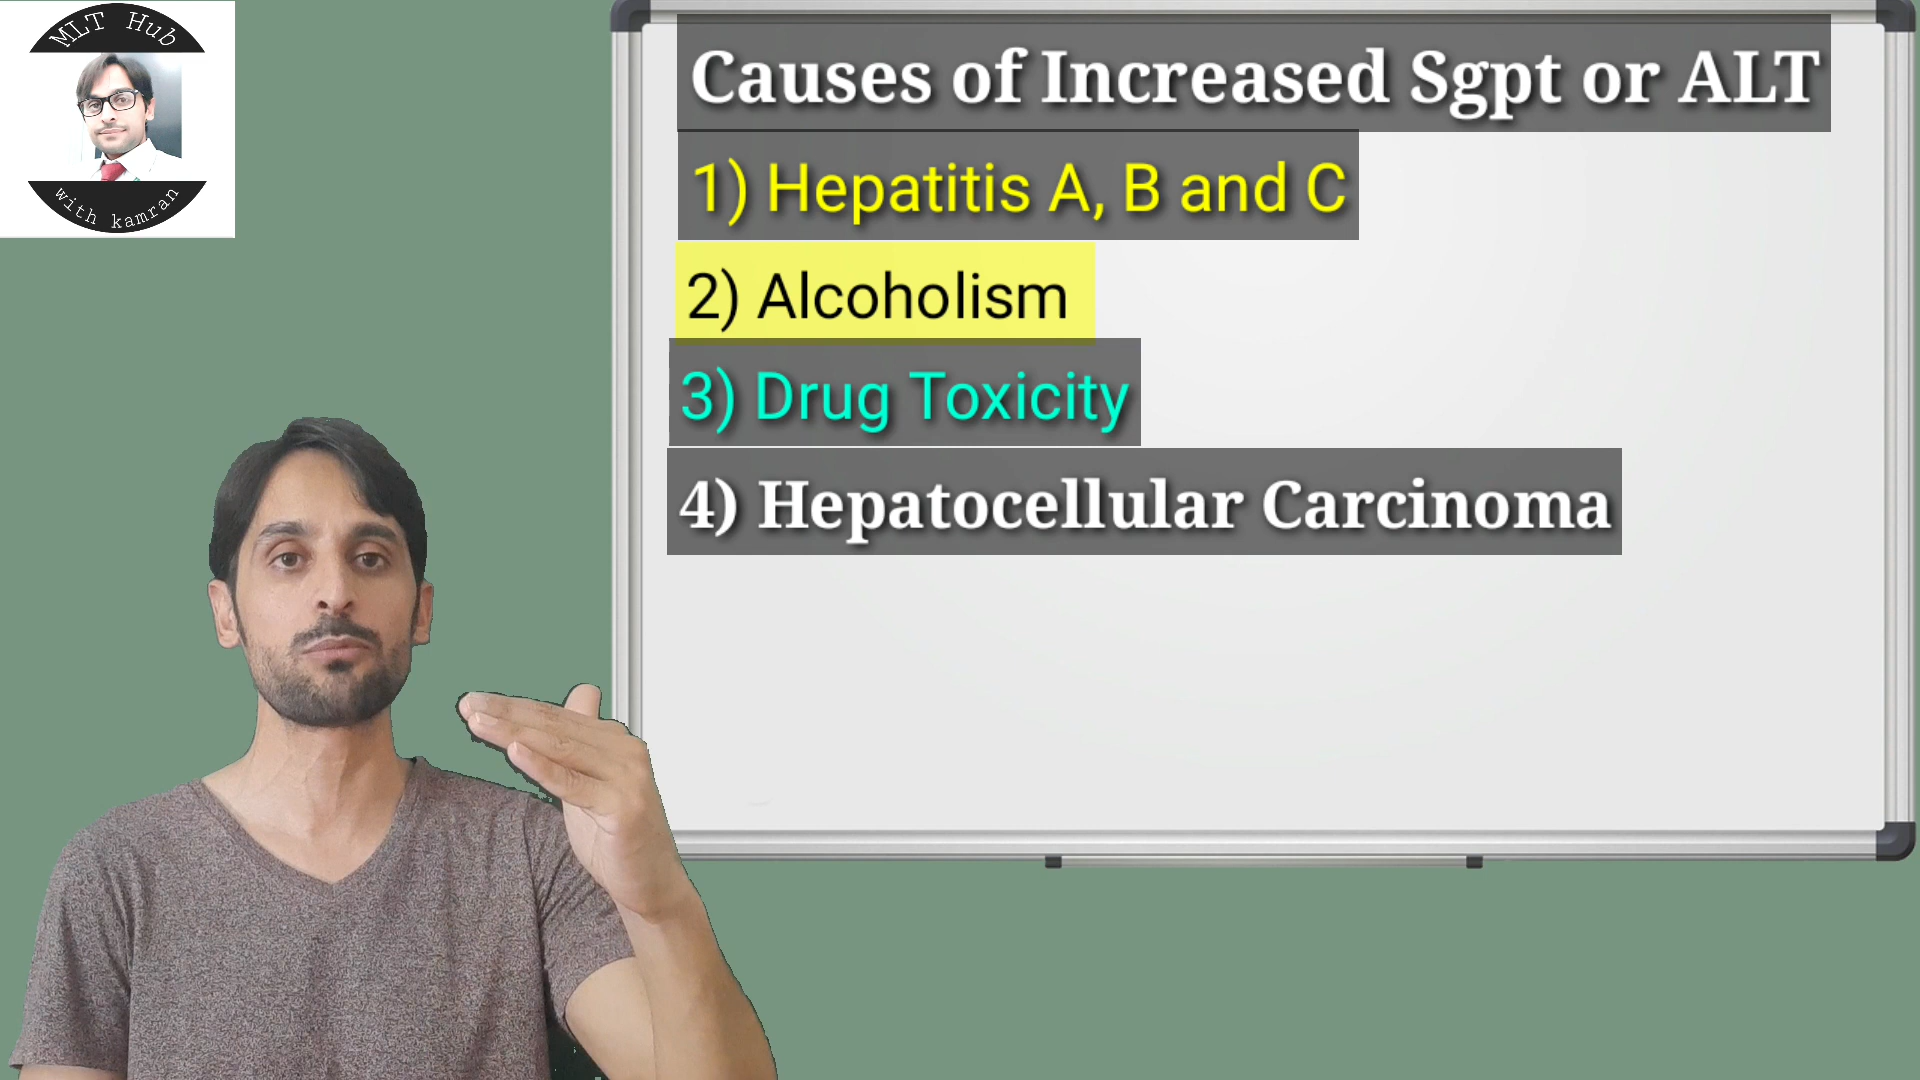 MLT Hub
with kamran
Causes of Increased Sgpt or ALT
1) Hepatitis A, B and C
2) Alcoholism
3) Drug Toxicity
4) Hepatocellular Carcinoma